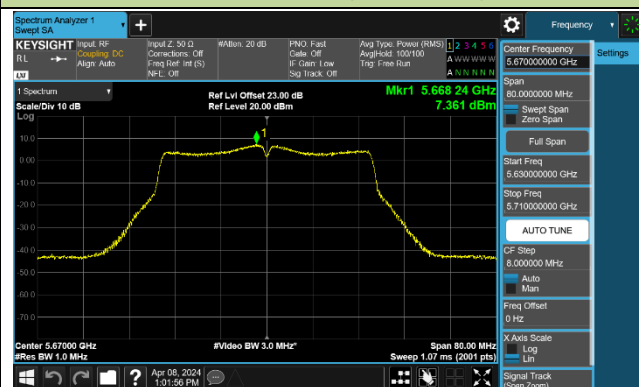 Spectrum Analyzer 1
Swept SA
+
Frequency
KEYSIGHT
RL
LXI
Input: RF
Coupling: DC
Align: Auto
Input Z: 50 Ω
Corrections: Off
Freq Ref: Int (S)
NFE: Off
#Atten: 20 dB
PNO: Fast
Gate: Off
IF Gain: Low
Sig Track: Off
Avg Type: Power (RMS)
Avg|Hold: 100/100
Trig: Free Run
1 2 3 4 5 6
A W W W W W
A N N N N N
1 Spectrum
Scale/Div 10 dB
Log
Ref Lvl Offset 23.00 dB
Ref Level 20.00 dBm
Mkr1 5.668 24 GHz
7.361 dBm
1
10.0
0.00
-10.0
-20.0
-30.0
-40.0
-50.0
-60.0
-70.0
Center 5.67000 GHz
#Res BW 1.0 MHz
#Video BW 3.0 MHz*
Span 80.00 MHz
Sweep 1.07 ms (2001 pts)
Center Frequency
5.670000000 GHz
Settings
Span
80.0000000 MHz
Swept Span
Zero Span
Full Span
Start Freq
5.630000000 GHz
Stop Freq
5.710000000 GHz
AUTO TUNE
CF Step
8.000000 MHz
Auto
Man
Freq Offset
0 Hz
X Axis Scale
Log
Lin
Signal Track
(Span Zoom)
?
Apr 08, 2024
1:01:56 PM